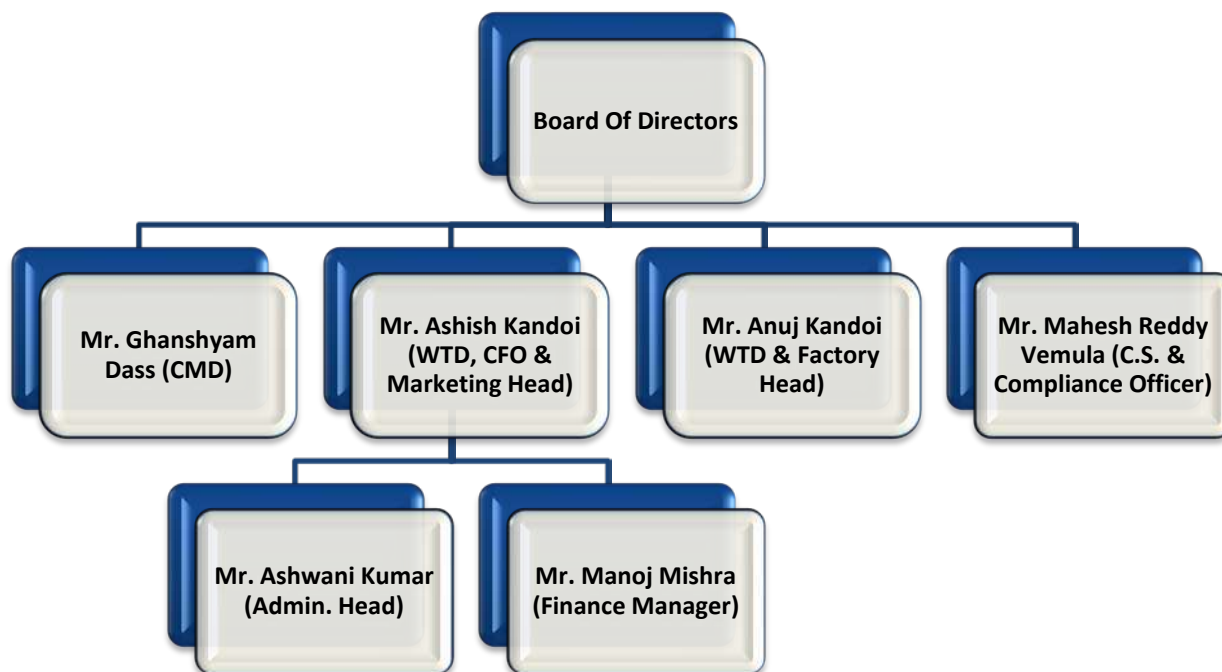 Board Of Directors
Mr. Ghanshyam
Dass (CMD)
Mr. Ashish Kandoi
(WTD, CFO &
Marketing Head)
Mr. Anuj Kandoi
(WTD & Factory
Head)
Mr. Mahesh Reddy
Vemula (C.S. &
Compliance Officer)
Mr. Ashwani Kumar
(Admin. Head)
Mr. Manoj Mishra
(Finance Manager)